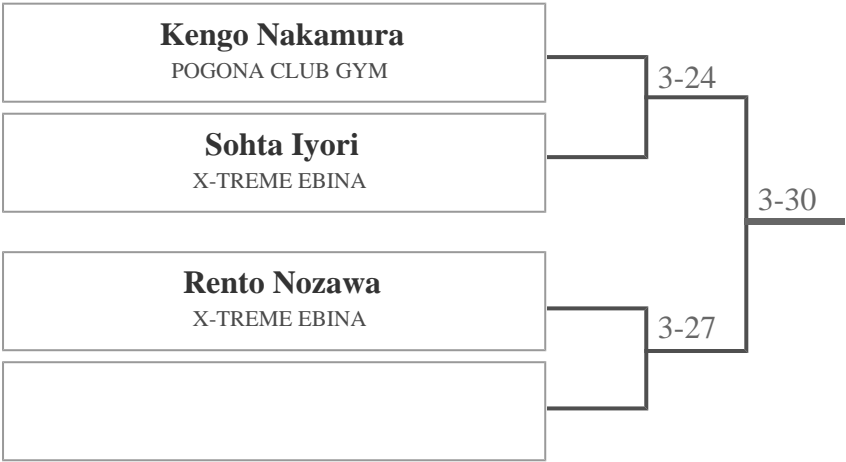 Kengo Nakamura
POGONA CLUB GYM
3-24
Sohta Iyori
X-TREME EBINA
3-30
Rento Nozawa
X-TREME EBINA
3-27